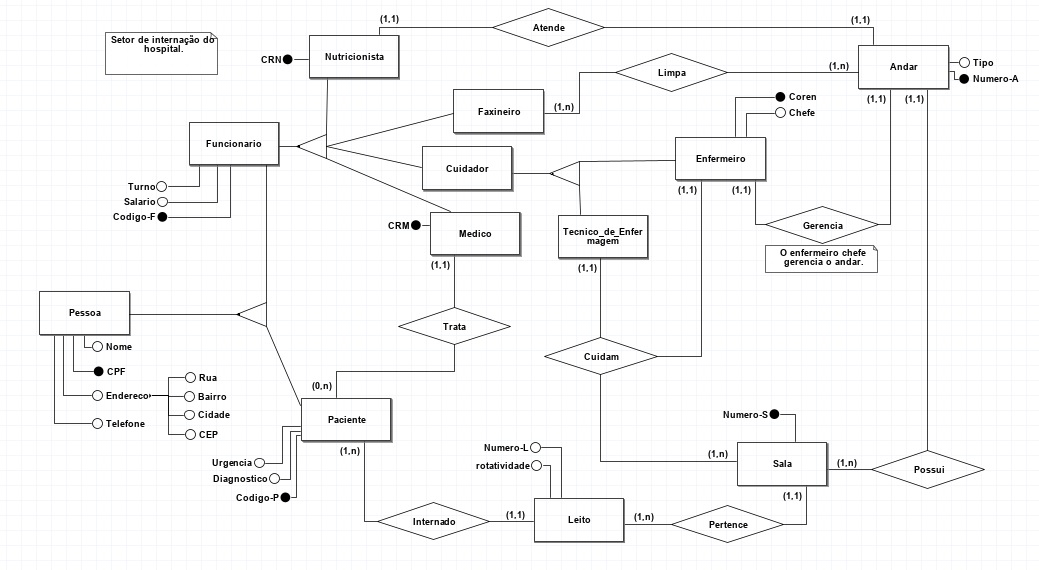 (1,1)
Atende
(1,1)
Setor de internação do
hospital.
CRN
Nutricionista
Andar
Tipo
Numero-A
Limpa
(1,n)
(1,1)
(1,1)
Faxineiro
(1,n)
Coren
Chefe
Funcionario
Cuidador
Enfermeiro
(1,1)
(1,1)
Turno
Salario
Codigo-F
CRM
Medico
(1,1)
Tecnico_de_Enfer
magem
(1,1)
Gerencia
O enfermeiro chefe
gerencia o andar.
Pessoa
Trata
Cuidam
Nome
CPF
Endereco
Telefone
Rua
Bairro
Cidade
CEP
(0,n)
Paciente
(1,n)
Urgencia
Diagnostico
Codigo-P
Numero-S
(1,n)
Sala
(1,n)
Possui
(1,1)
Numero-L
rotatividade
Internado
(1,1)
Leito
(1,n)
Pertence